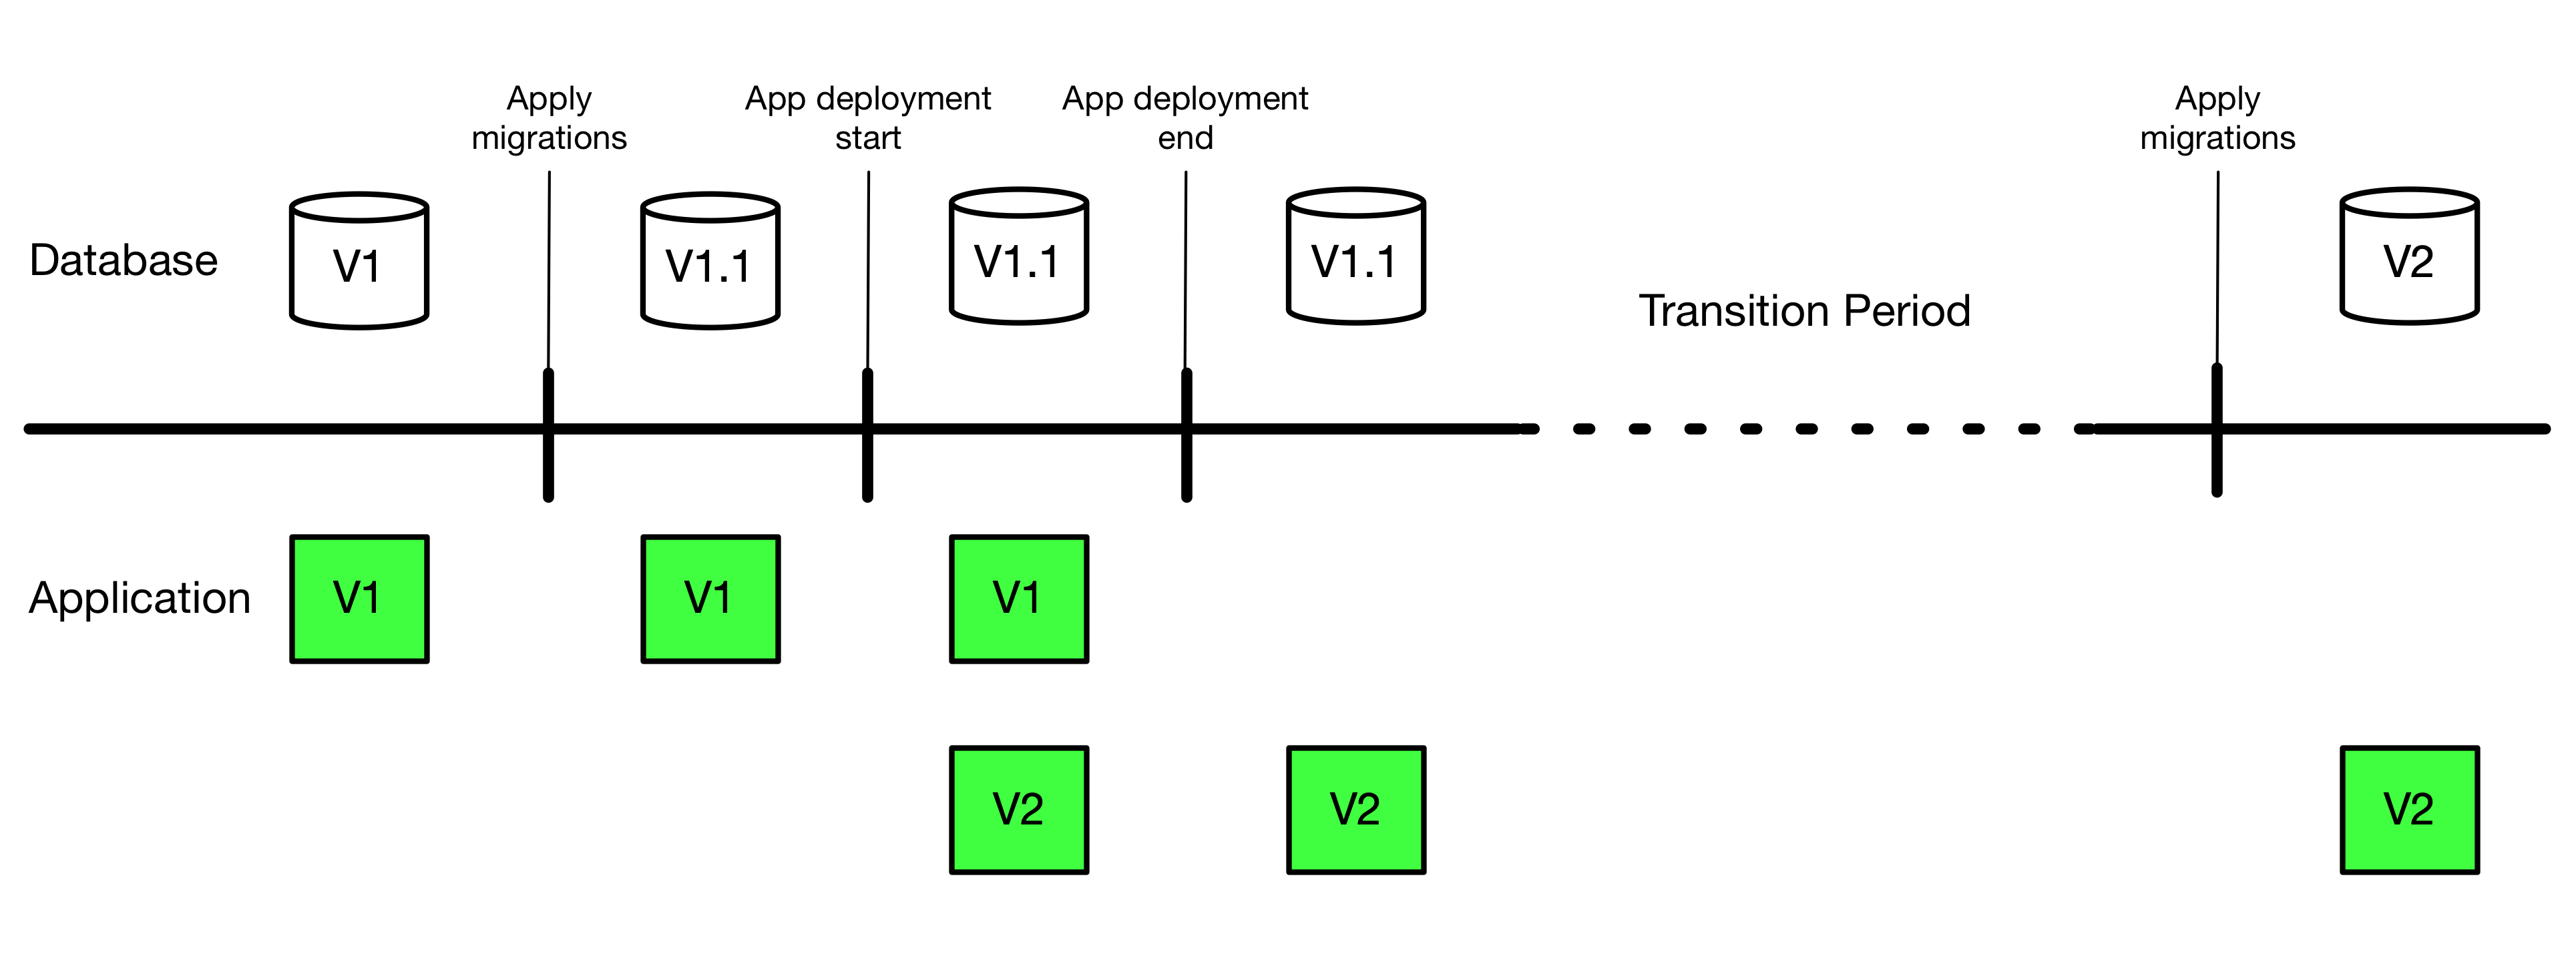 Apply
migrations
App deployment
start
App deployment
end
Apply
migrations
Database
V1
V1.1
V1.1
V1.1
Transition Period
V2
Application
V1
V1
V1
V2
V2
V2